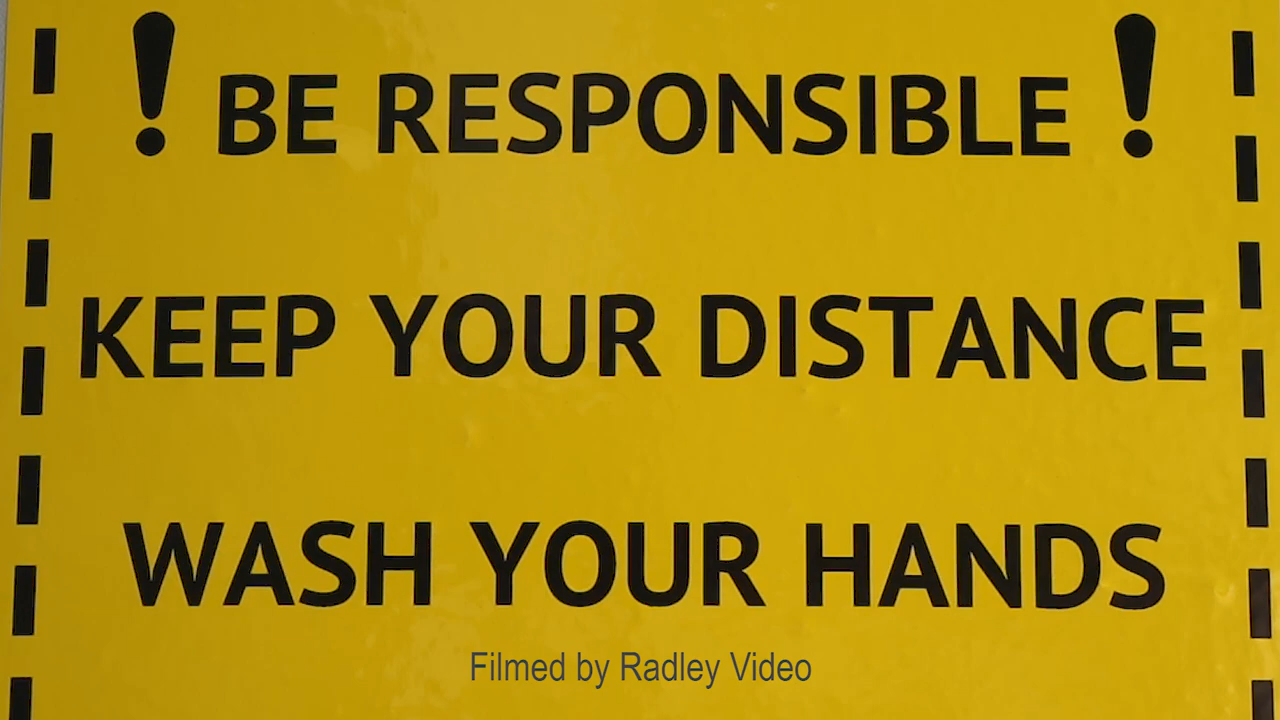 ! BE RESPONSIBLE !
KEEP YOUR DISTANCE
WASH YOUR HANDS
Filmed by Radley Video